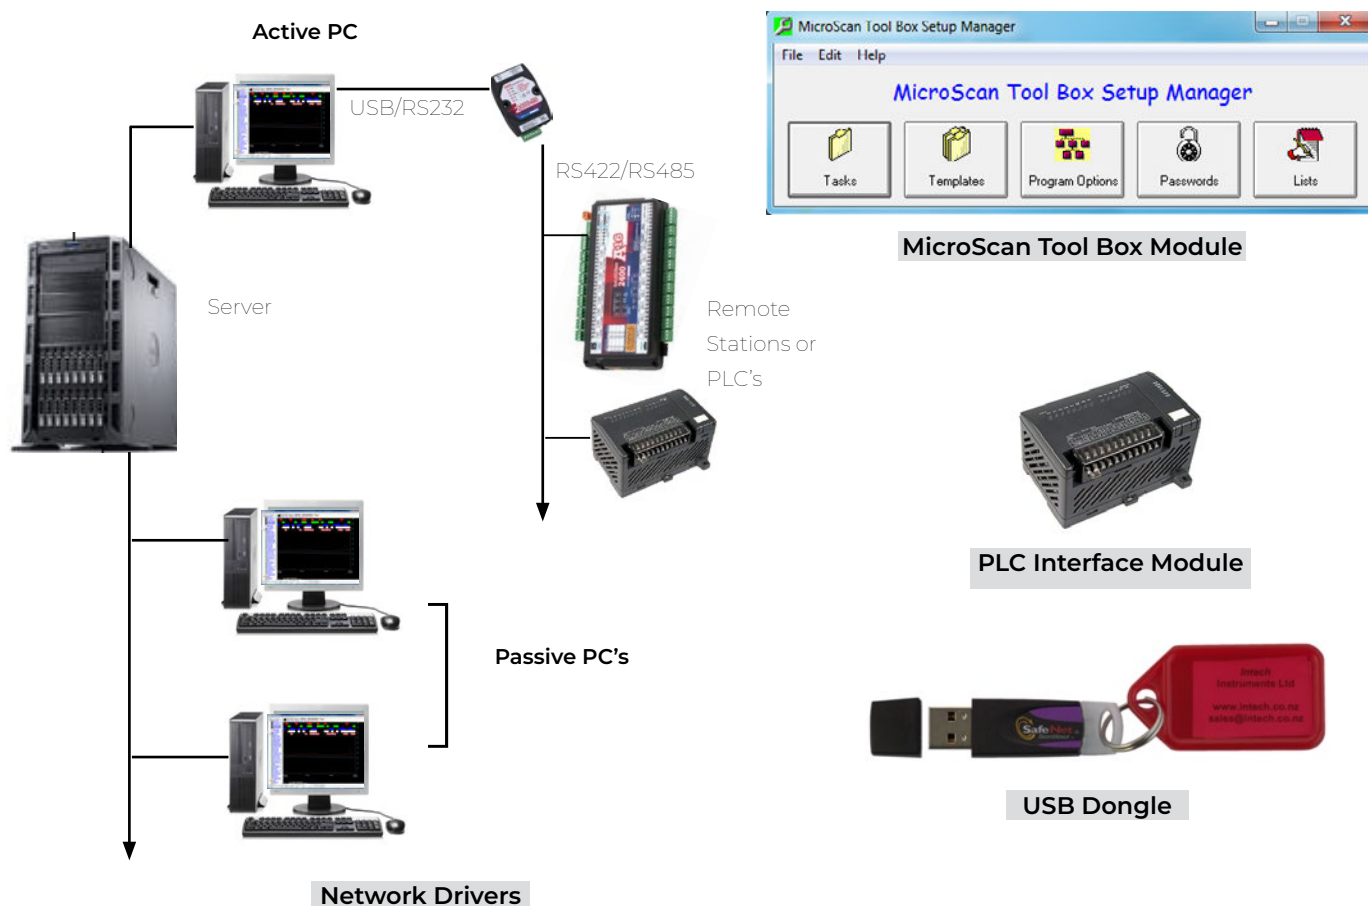 Active PC
USB/RS232
RS422/RS485
Server
Remote
Stations or
PLC's
Passive PC’s
Network Drivers
MicroScan Tool Box Setup Manager
File Edit Help
MicroScan Tool Box Setup Manager
Tasks Templates Program Options Passwords Lists
MicroScan Tool Box Module
PLC Interface Module
Intech
Instruments Ltd
www.intech.co.nz
sales@intech.co.nz
SafeNet
USB Dongle